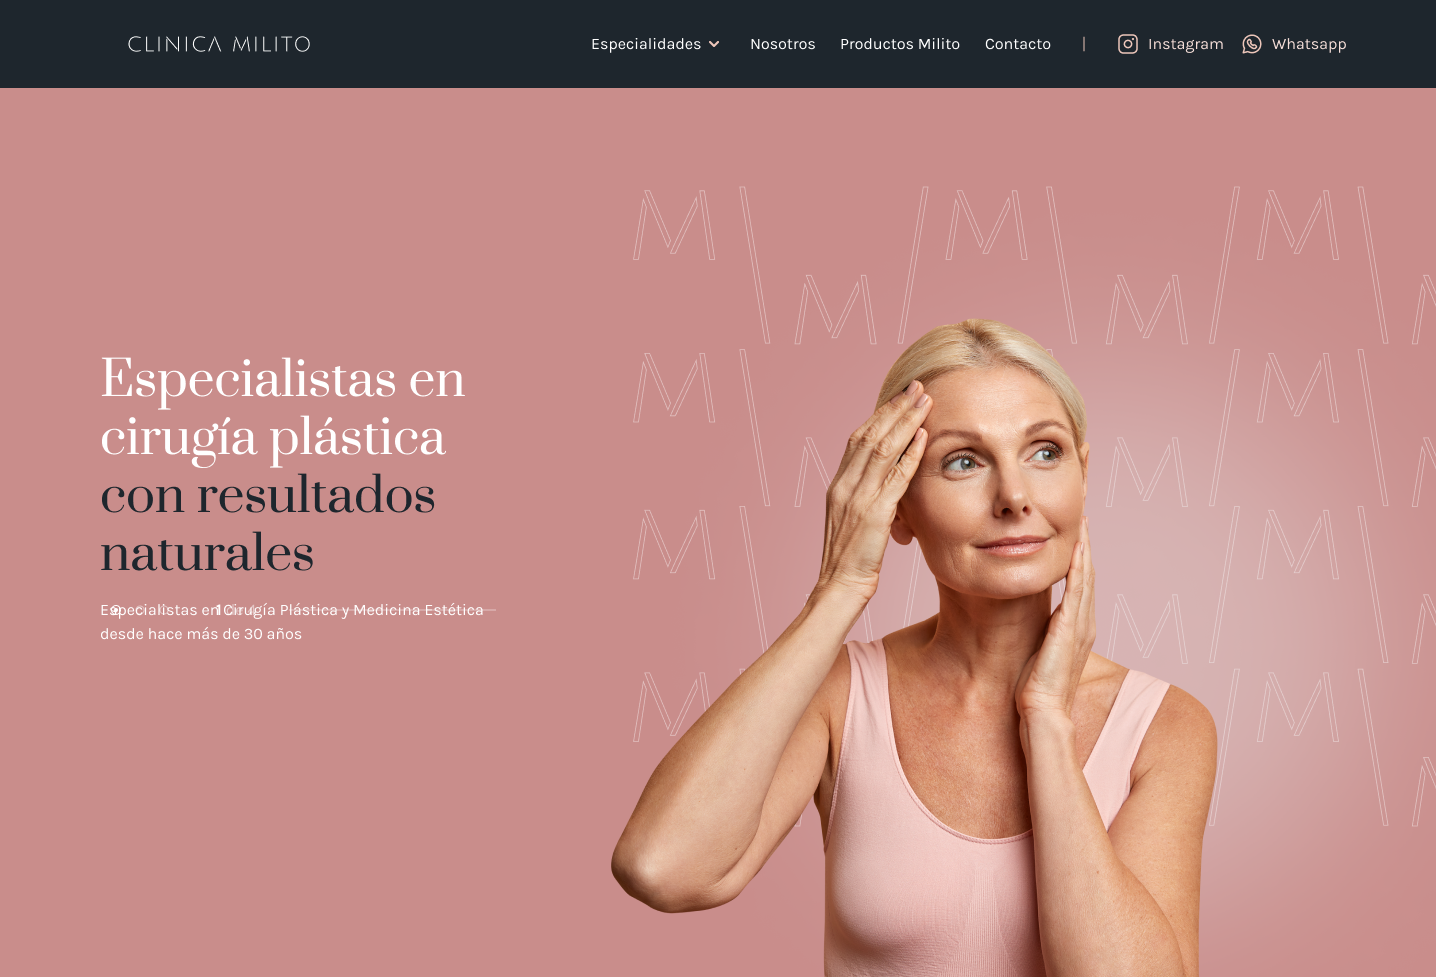 CLINICA MILITO
Especialidades
Nosotros
Productos Milito
Contacto
|
Instagram
Whatsapp
Especialistas en
cirugía plástica
con resultados
naturales
Especialistas en Cirugía Plástica y Medicina Estética
desde hace más de 30 años